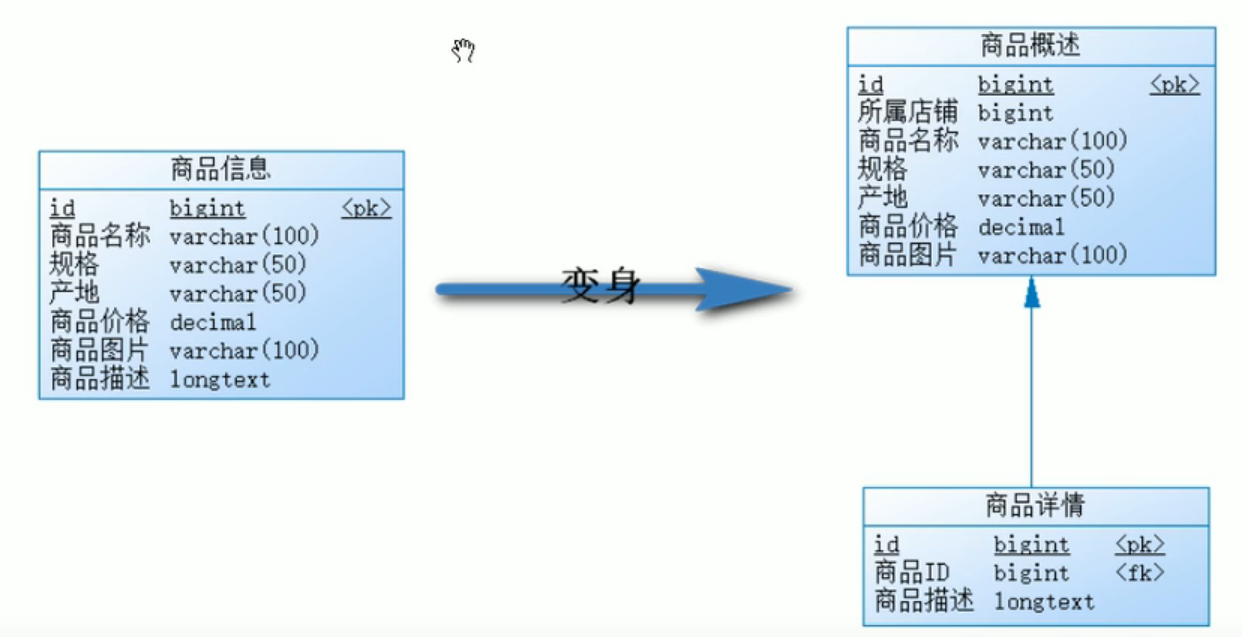 商品信息
id bigint <pk>
商品名称 varchar(100)
规格 varchar(50)
产地 varchar(50)
商品价格 decimal
商品图片 varchar(100)
商品描述 longtext
变身
商品概述
id bigint <pk>
所属店铺 bigint
商品名称 varchar(100)
规格 varchar(50)
产地 varchar(50)
商品价格 decimal
商品图片 varchar(100)
商品详情
id bigint <pk>
商品ID bigint <fk>
商品描述 longtext